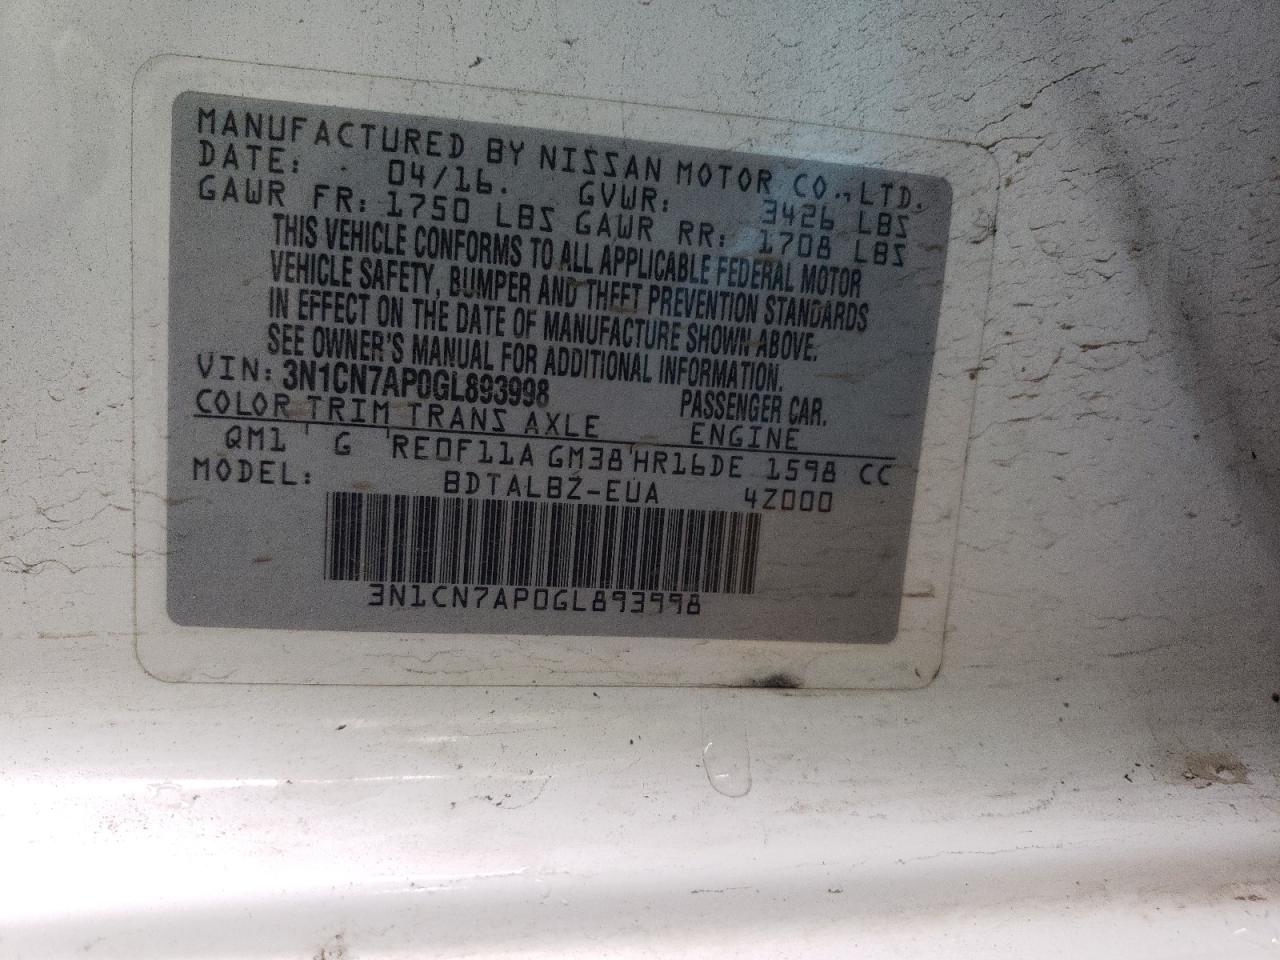 MANUFACTURED BY NISSAN MOTOR CO., LTD.
DATE: 04/16. GVWR: 3426 LBS
GAWR FR: 1750 LBS GAWR RR: 1708 LBS
THIS VEHICLE CONFORMS TO ALL APPLICABLE FEDERAL MOTOR
VEHICLE SAFETY, BUMPER AND THEFT PREVENTION STANDARDS
IN EFFECT ON THE DATE OF MANUFACTURE SHOWN ABOVE.
SEE OWNER'S MANUAL FOR ADDITIONAL INFORMATION.
VIN: 3N1CN7AP0GL893998 PASSENGER CAR.
COLOR TRIM TRANS AXLE ENGINE
QM1 G RE0F11A GM38 HR16DE 1598 CC
MODEL: BDTALBZ-EUA 4Z000
3N1CN7AP0GL893998